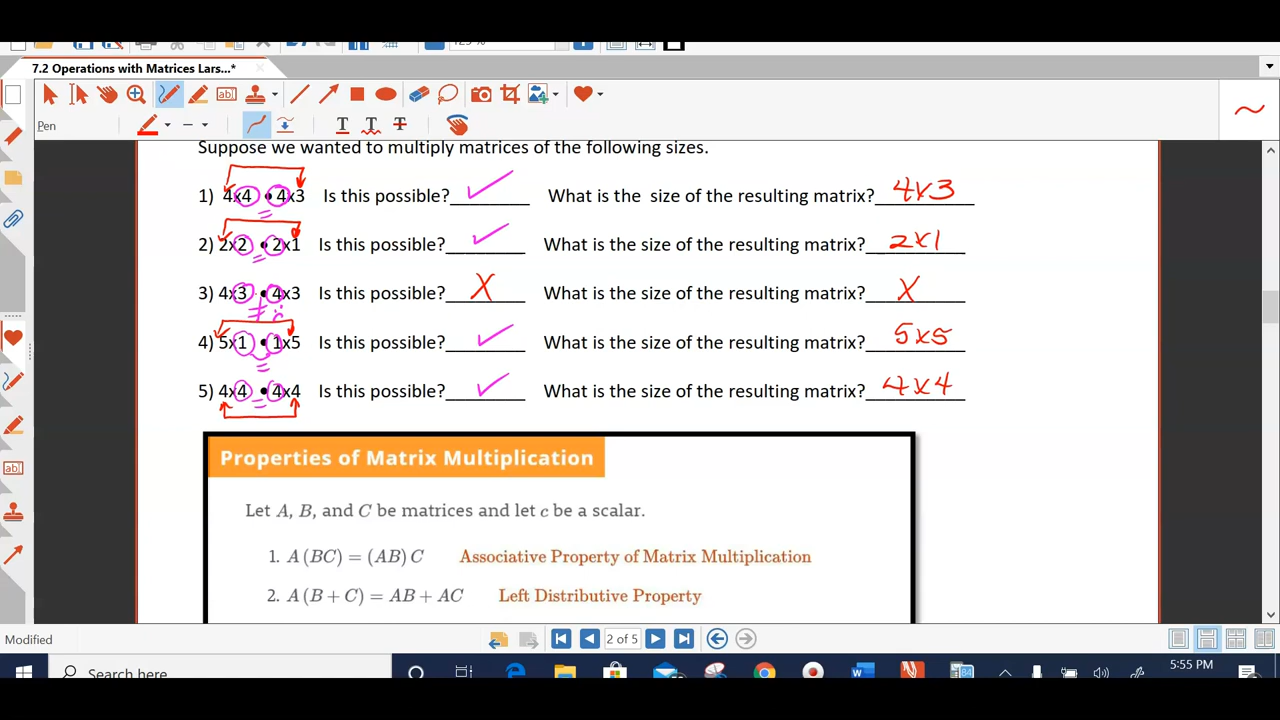 7.2 Operations with Matrices Lars...*
Pen
Suppose we wanted to multiply matrices of the following sizes.
1) 4x4 • 4x3 Is this possible? ✓ What is the size of the resulting matrix? 4x3
=
2) 2x2 • 2x1 Is this possible? ✓ What is the size of the resulting matrix? 2x1
=
3) 4x3 • 4x3 Is this possible? X What is the size of the resulting matrix? X
≠
4) 5x1 • 1x5 Is this possible? ✓ What is the size of the resulting matrix? 5x5
=
5) 4x4 • 4x4 Is this possible? ✓ What is the size of the resulting matrix? 4x4
=
Properties of Matrix Multiplication
Let A, B, and C be matrices and let c be a scalar.
1. A (BC) = (AB) C Associative Property of Matrix Multiplication
2. A (B + C) = AB + AC Left Distributive Property
Modified
2 of 5
Search here
5:55 PM